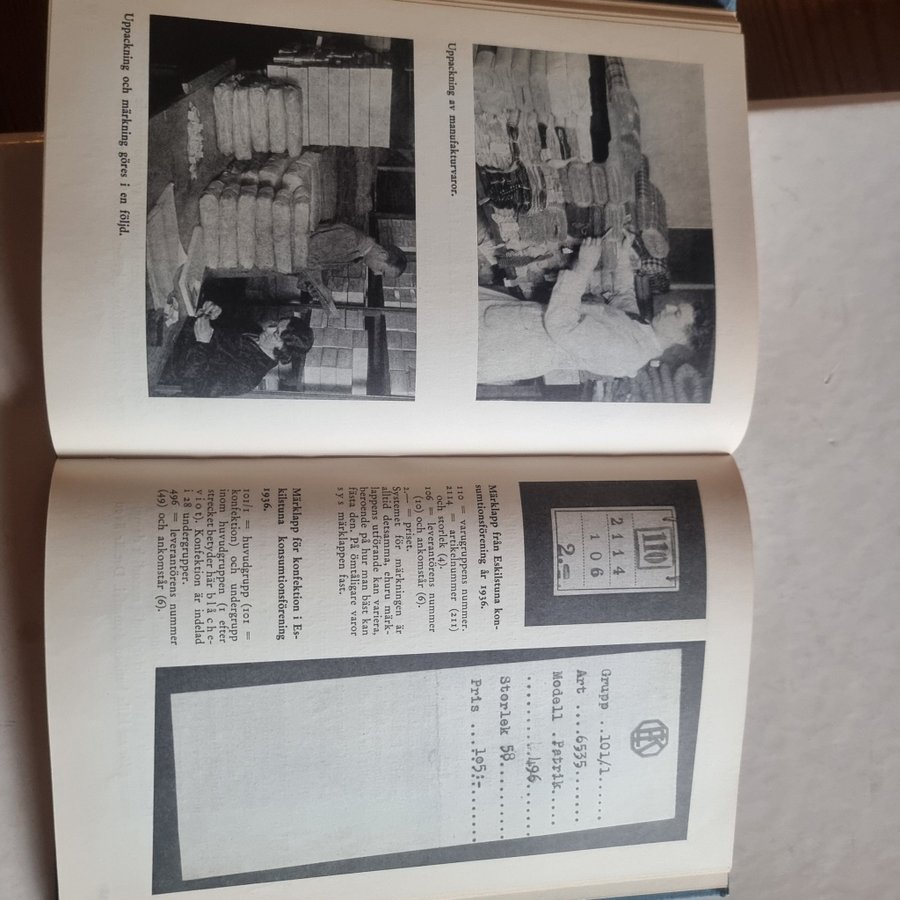 Uppackning av manufakturvaror.
Uppackning och märkning göres i en följd.
110
2114
106
2.–
Märklapp från Eskilstuna kon-
sumtionsförening år 1936.
110 = varugruppens nummer.
2114 = artikelnummer (211)
och storlek (4).
106 = leverantörens nummer
(10) och ankomstår (6).
2.— = priset.
Systemet för märkningen är
alltid detsamma, ehuru märk-
lappens utförande kan variera,
beroende på hur man bäst kan
fästa den. På ömtåligare varor
sys märklappen fast.
Märklapp för konfektion i Es-
kilstuna konsumtionsförening
1936.
101/1 = huvudgrupp (101 =
konfektion) och undergrupp
inom huvudgruppen (1 efter
strecket betyder här blå che-
viot). Konfektion är indelad
i 28 undergrupper.
496 = leverantörens nummer
(49) och ankomstår (6).
Grupp ..101/1......
Art ....6535.......
Modell .Patrik.....
.........496.......
Storlek 58.........
Pris ...105:-......